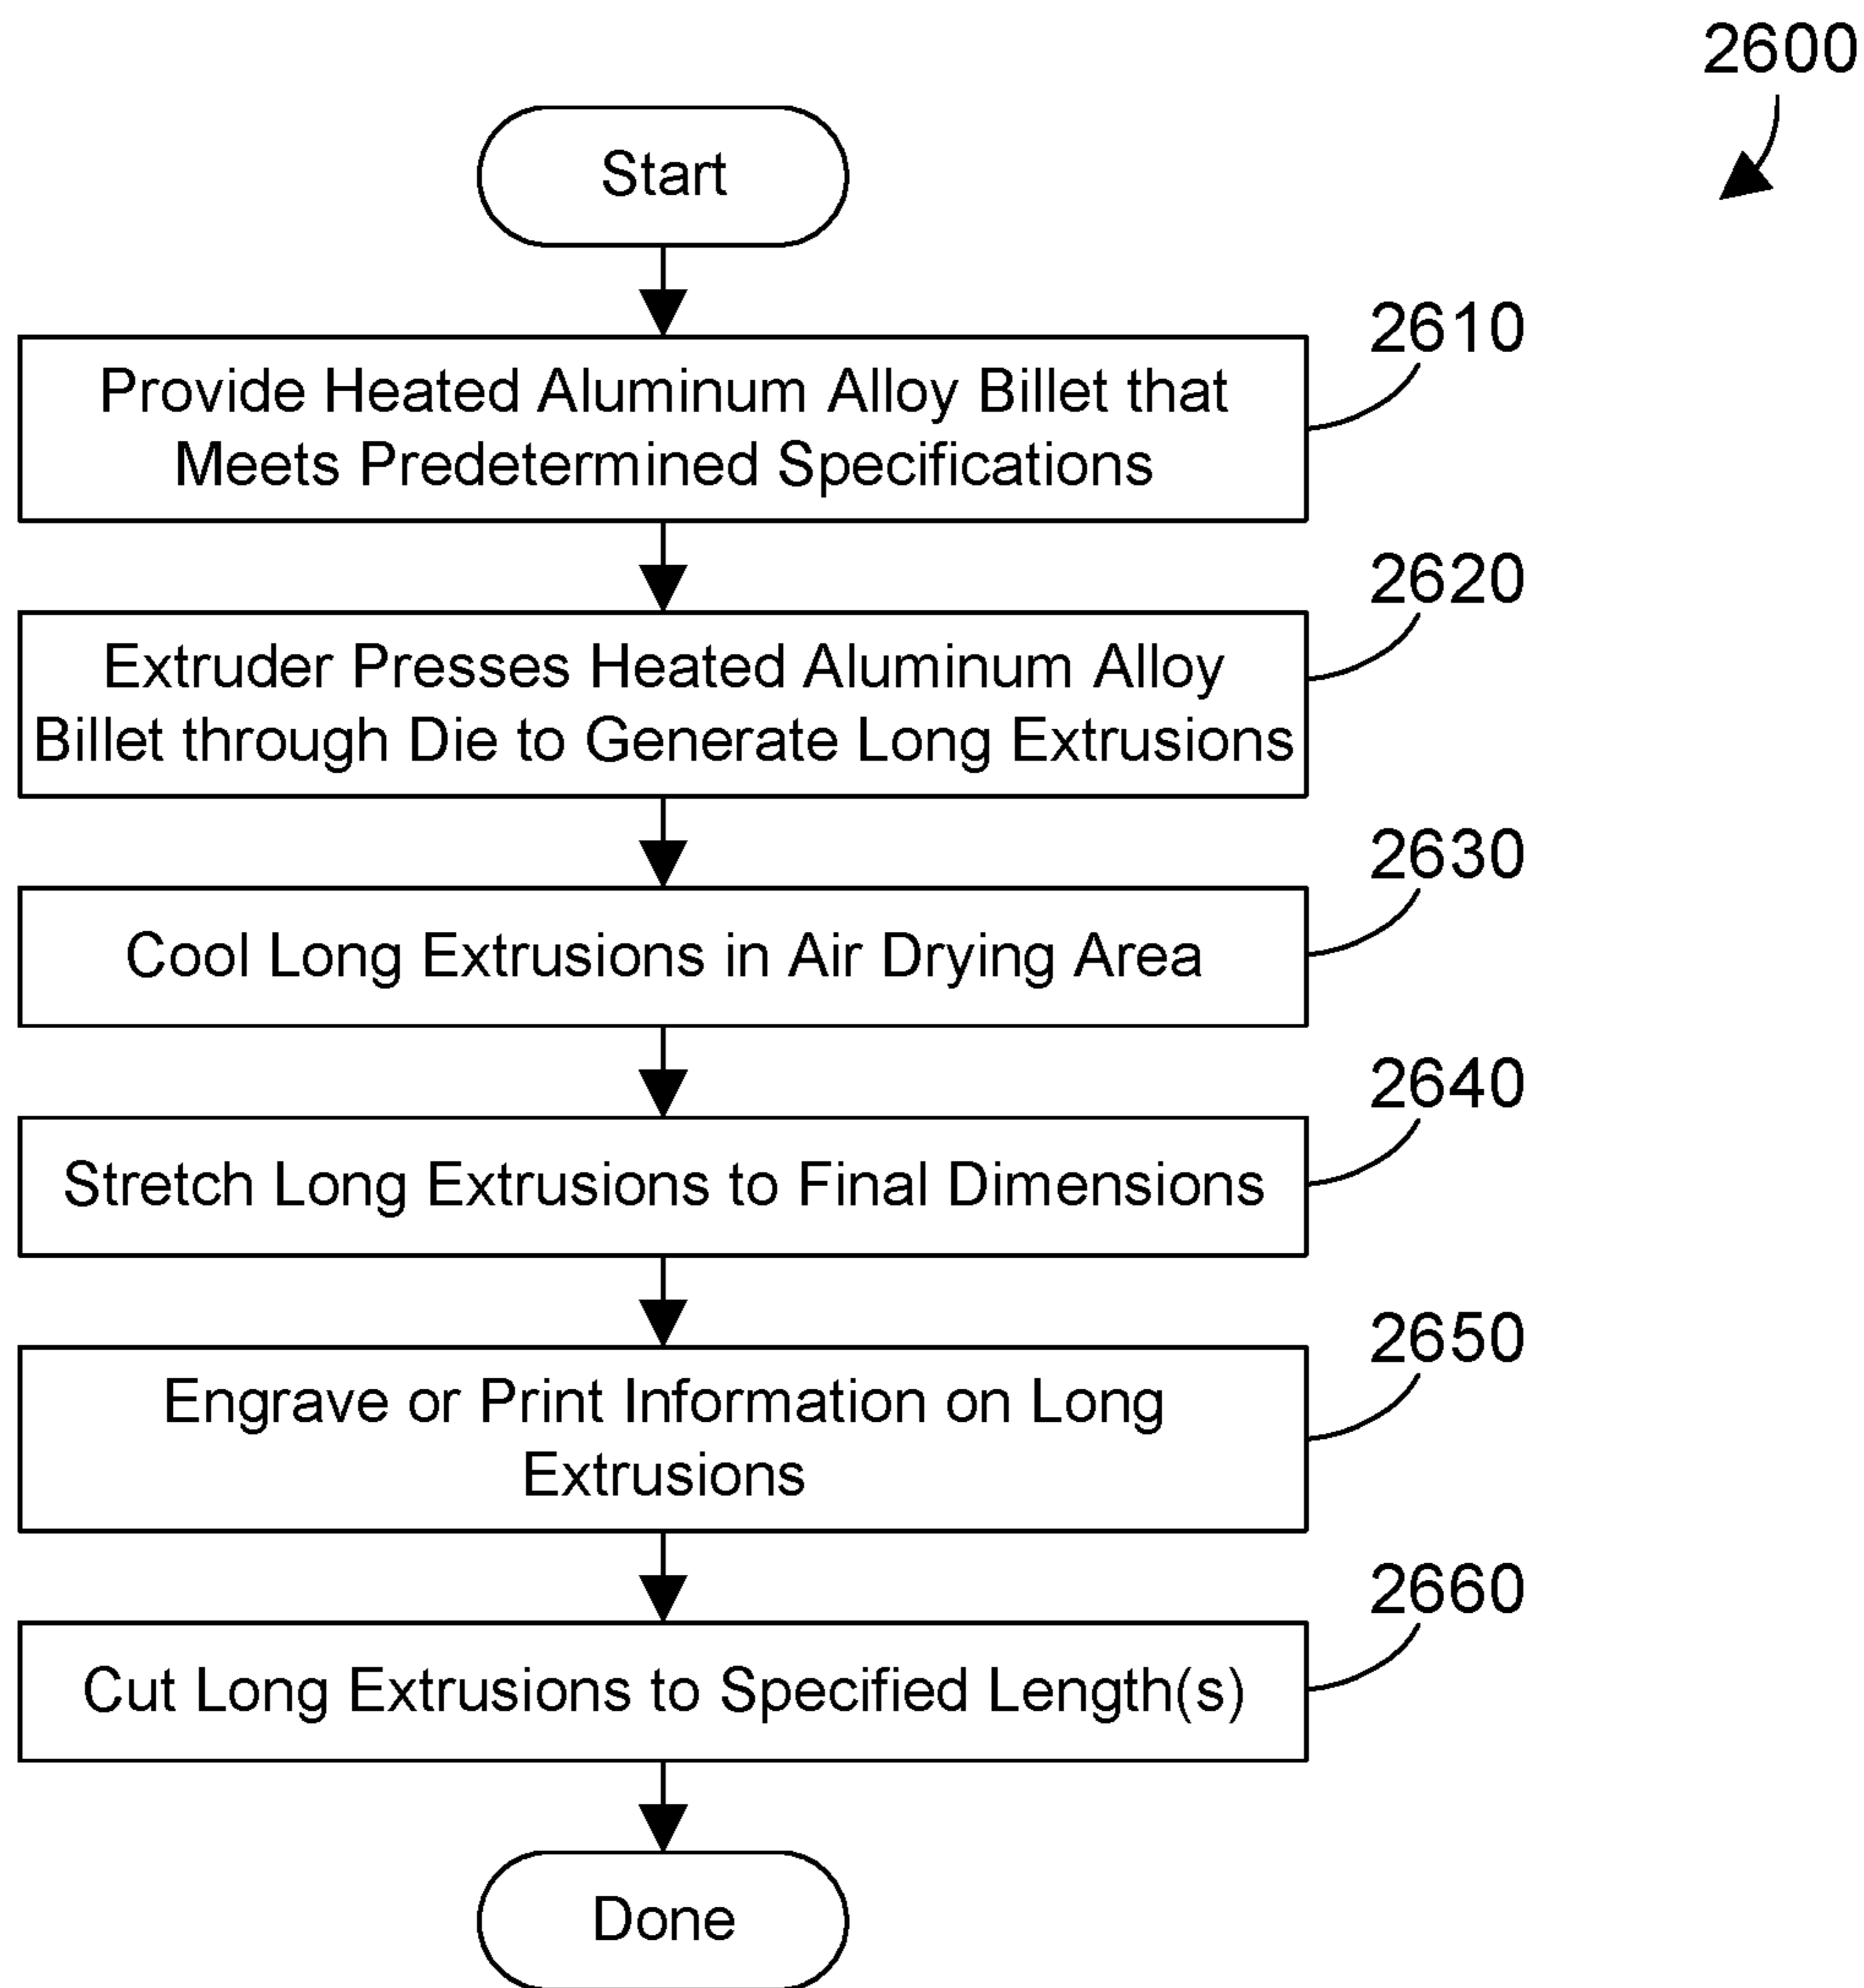 2600
Start
2610
Provide Heated Aluminum Alloy Billet that
Meets Predetermined Specifications
2620
Extruder Presses Heated Aluminum Alloy
Billet through Die to Generate Long Extrusions
2630
Cool Long Extrusions in Air Drying Area
2640
Stretch Long Extrusions to Final Dimensions
2650
Engrave or Print Information on Long
Extrusions
2660
Cut Long Extrusions to Specified Length(s)
Done